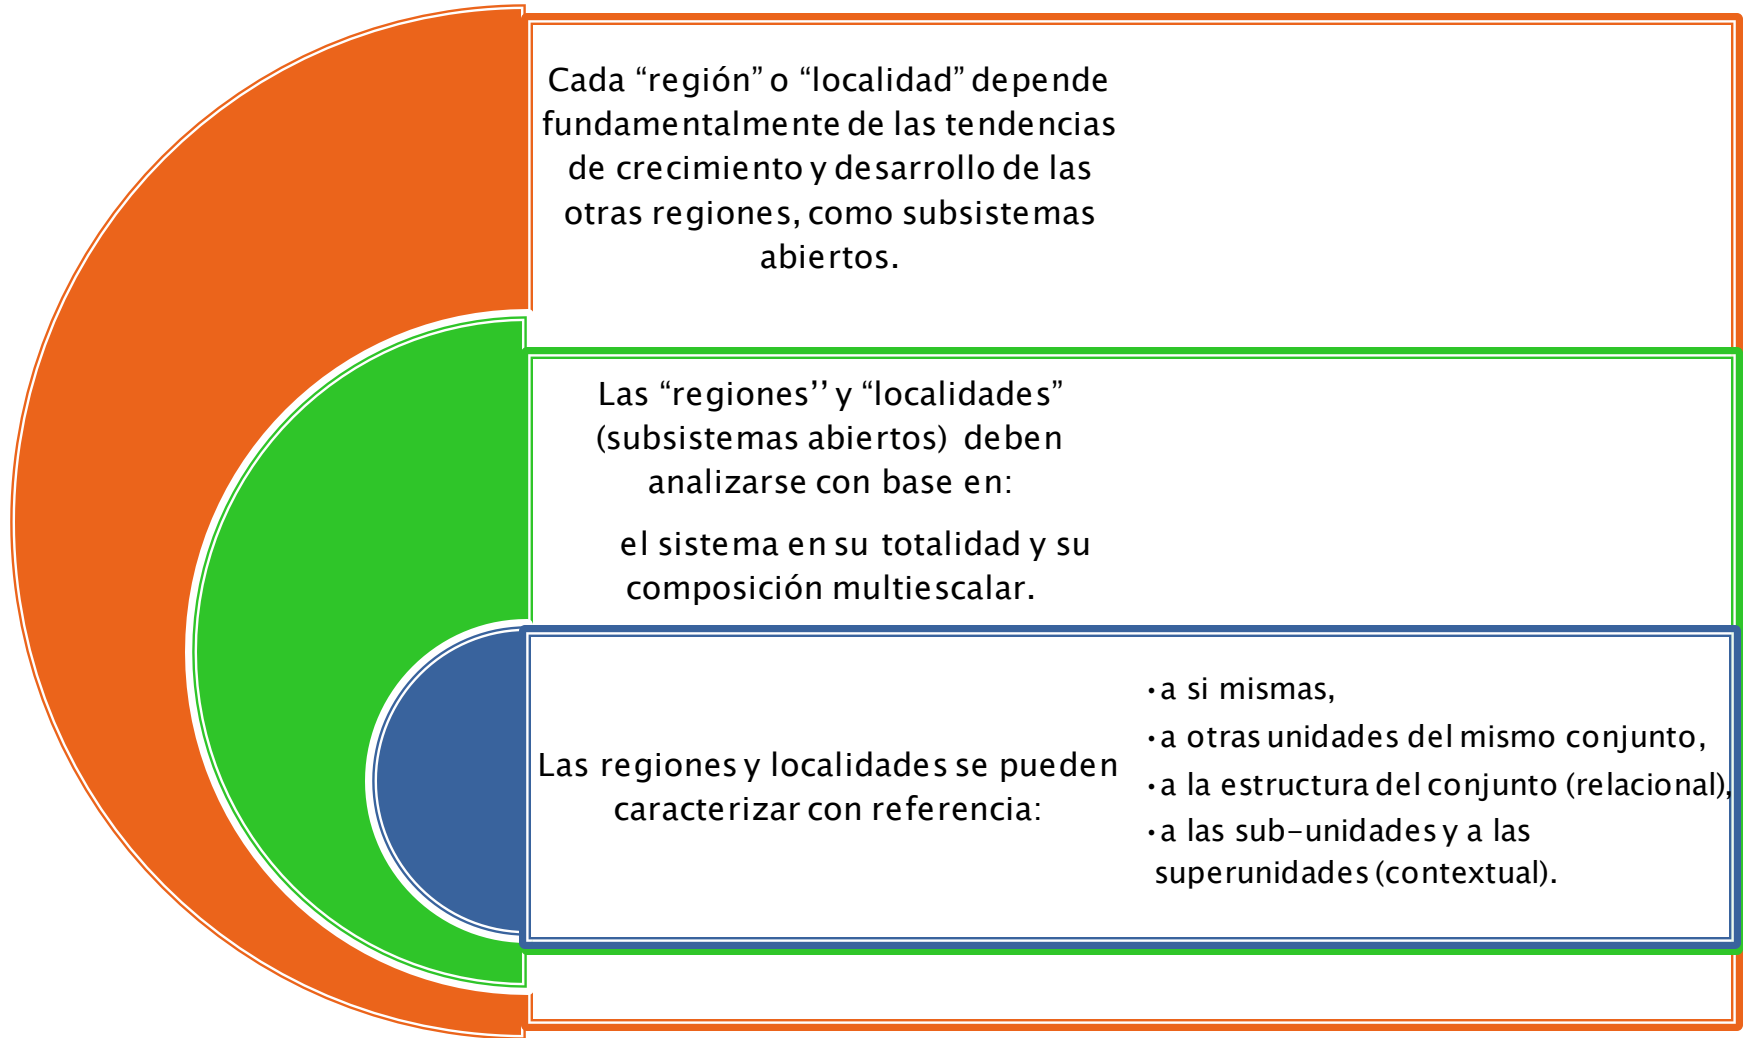 Cada “región” o “localidad” depende
fundamentalmente de las tendencias
de crecimiento y desarrollo de las
otras regiones, como subsistemas
abiertos.
Las “regiones’’ y “localidades”
(subsistemas abiertos) deben
analizarse con base en:
el sistema en su totalidad y su
composición multiescalar.
Las regiones y localidades se pueden
caracterizar con referencia:
•a si mismas,
•a otras unidades del mismo conjunto,
•a la estructura del conjunto (relacional),
•a las sub-unidades y a las
superunidades (contextual).